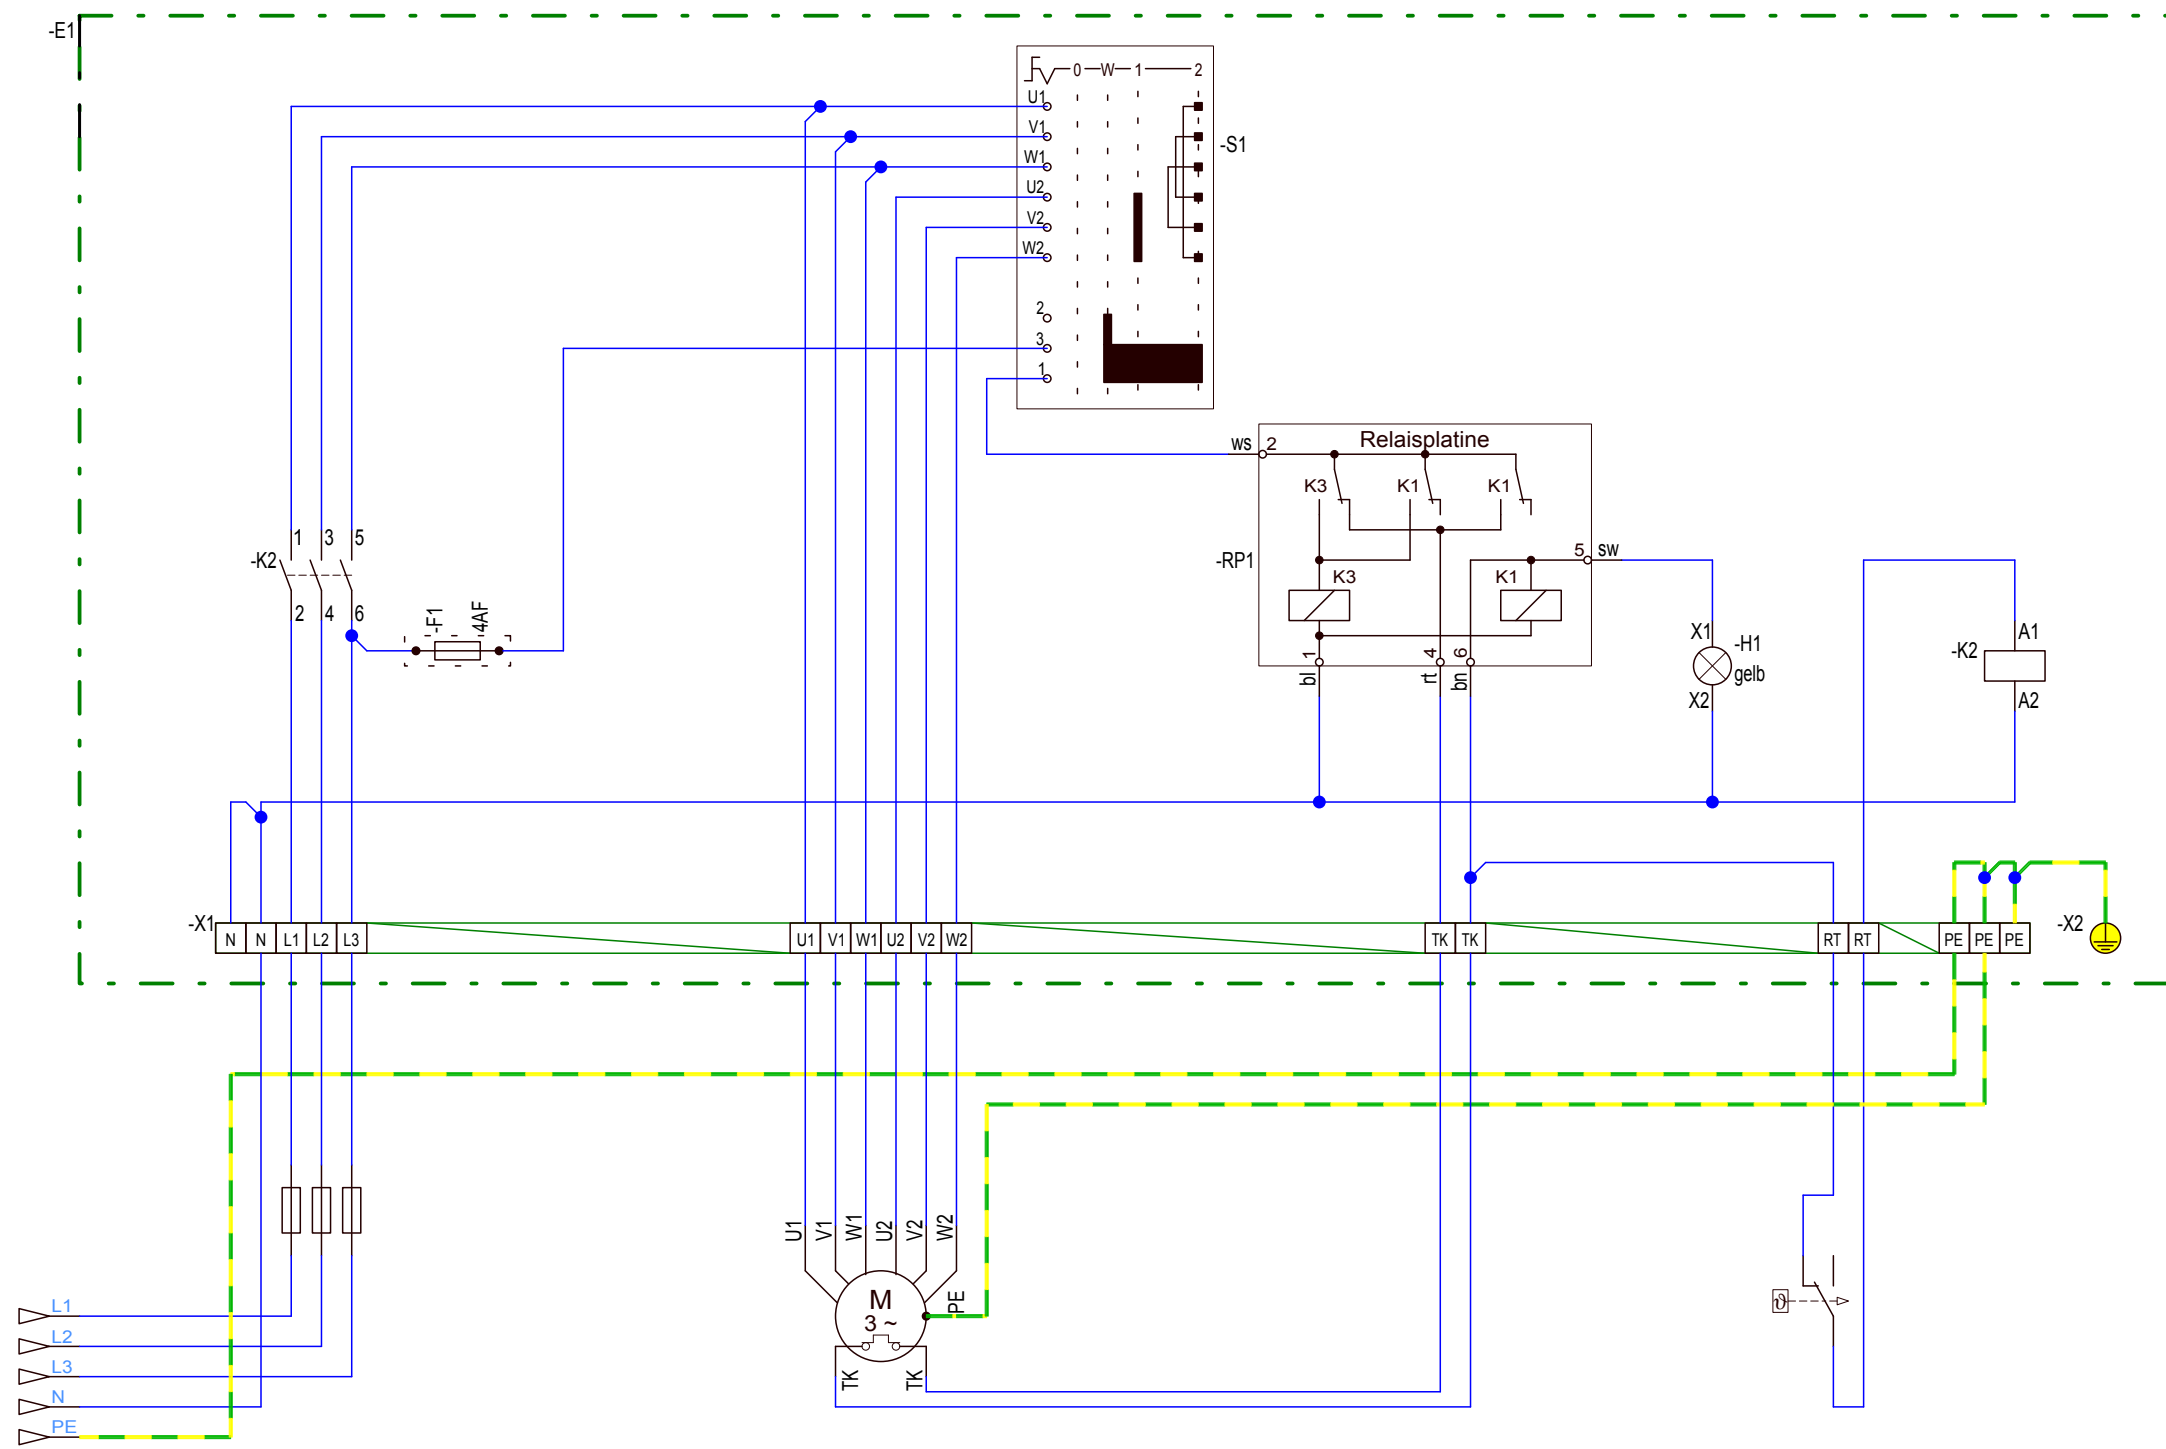 -E1
0 W 1 2
U1
V1
W1
U2
V2
W2
2
3
1
-S1
Relaisplatine
ws 2
K3 K1 K1
-RP1
5 sw
K3 K1
1 4 6
bl rt bn
-K2
1 3 5
2 4 6
-F1
4AF
X1
-H1
gelb
X2
-K2
A1
A2
-X1
N N L1 L2 L3 U1 V1 W1 U2 V2 W2 TK TK RT RT PE PE PE
-X2
U1 V1 W1 U2 V2 W2
M
3 ~
PE
TK TK
ϑ
L1
L2
L3
N
PE